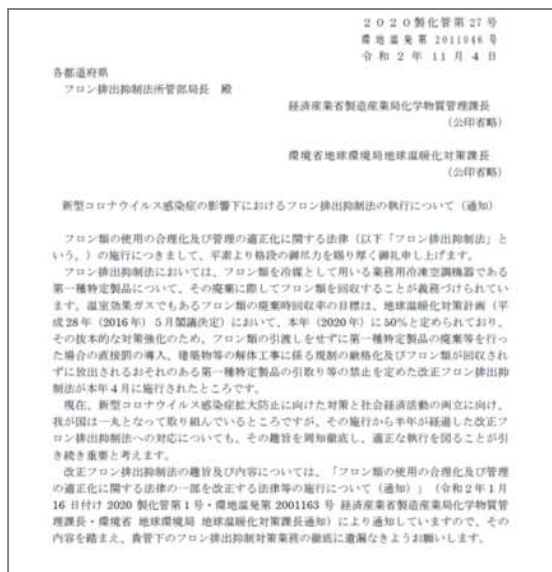 ２０２０製化管第２７号
環地温発第２０１１０４６号
令和２年１１月４日
各都道府県
フロン排出抑制法所管部局長　殿
経済産業省製造産業局化学物質管理課長
（公印省略）
環境省地球環境局地球温暖化対策課長
（公印省略）
新型コロナウイルス感染症の影響下におけるフロン排出抑制法の執行について（通知）
フロン類の使用の合理化及び管理の適正化に関する法律（以下「フロン排出抑制法」と
いう。）の施行につきまして、平素より格段の御尽力を賜り厚く御礼申し上げます。
フロン排出抑制法においては、フロン類を冷媒として用いる業務用冷凍空調機器である
第一種特定製品について、その廃棄に際してフロン類を回収することが義務づけられてい
ます。温室効果ガスでもあるフロン類の廃棄時回収率の目標は、地球温暖化対策計画（平
成 28 年（2016 年）５月閣議決定）において、本年（2020 年）に 50％と定められており、
その抜本的な対策強化のため、フロン類の引渡しをせずに第一種特定製品の廃棄等を行っ
た場合の直接罰の導入、建築物等の解体工事に係る規制の厳格化及びフロン類が回収され
ずに放出されるおそれのある第一種特定製品の引取り等の禁止を定めた改正フロン排出抑
制法が本年４月に施行されたところです。
現在、新型コロナウイルス感染症拡大防止に向けた対策と社会経済活動の両立に向け、
我が国は一丸となって取り組んでいるところですが、その施行から半年が経過した改正フ
ロン排出抑制法への対応についても、その趣旨を周知徹底し、適正な執行を図ることが引
き続き重要と考えます。
改正フロン排出抑制法の趣旨及び内容については、「フロン類の使用の合理化及び管理
の適正化に関する法律の一部を改正する法律等の施行について（通知）」（令和２年１月
16 日付け 2020 製化管第１号・環地温発第 2001163 号 経済産業省製造産業局化学物質管
理課長・環境省 地球環境局 地球温暖化対策課長通知）により通知していますので、その
内容を踏まえ、貴管下のフロン排出抑制対策業務の徹底に遺漏なきようお願いします。